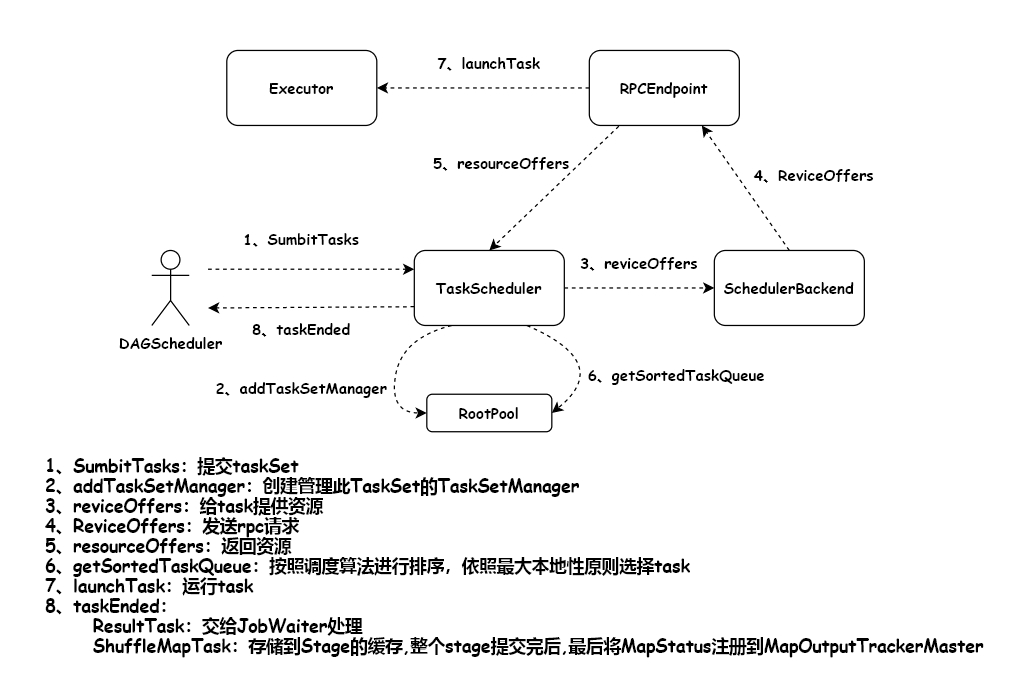 7、launchTask
Executor
RPCEndpoint
5、resourceOffers
4、ReviceOffers
1、SumbitTasks
3、reviceOffers
TaskScheduler
SchedulerBackend
8、taskEnded
DAGScheduler
2、addTaskSetManager
6、getSortedTaskQueue
RootPool
1、SumbitTasks：提交taskSet
2、addTaskSetManager：创建管理此TaskSet的TaskSetManager
3、reviceOffers：给task提供资源
4、ReviceOffers：发送rpc请求
5、resourceOffers：返回资源
6、getSortedTaskQueue：按照调度算法进行排序，依照最大本地性原则选择task
7、launchTask：运行task
8、taskEnded：
ResultTask：交给JobWaiter处理
ShuffleMapTask：存储到Stage的缓存,整个stage提交完后,最后将MapStatus注册到MapOutputTrackerMaster